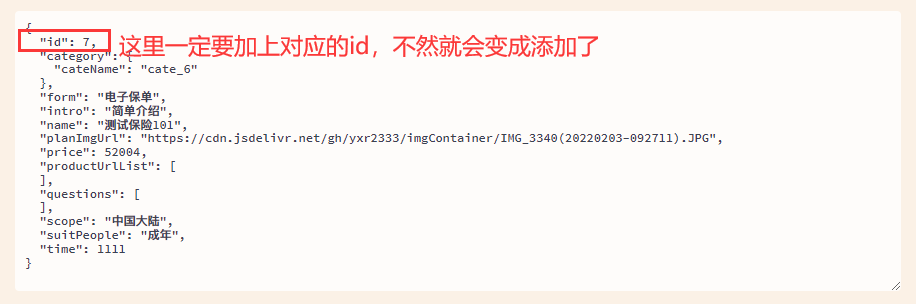 {
"id": 7, 这里一定要加上对应的id，不然就会变成添加了
"category": {
"cateName": "cate_6"
},
"form": "电子保单",
"intro": "简单介绍",
"name": "测试保险101",
"planImgUrl": "https://cdn.jsdelivr.net/gh/yxr2333/imgContainer/IMG_3340(20220203-092711).JPG",
"price": 52004,
"productUrlList": [
],
"questions": [
],
"scope": "中国大陆",
"suitPeople": "成年",
"time": 1111
}